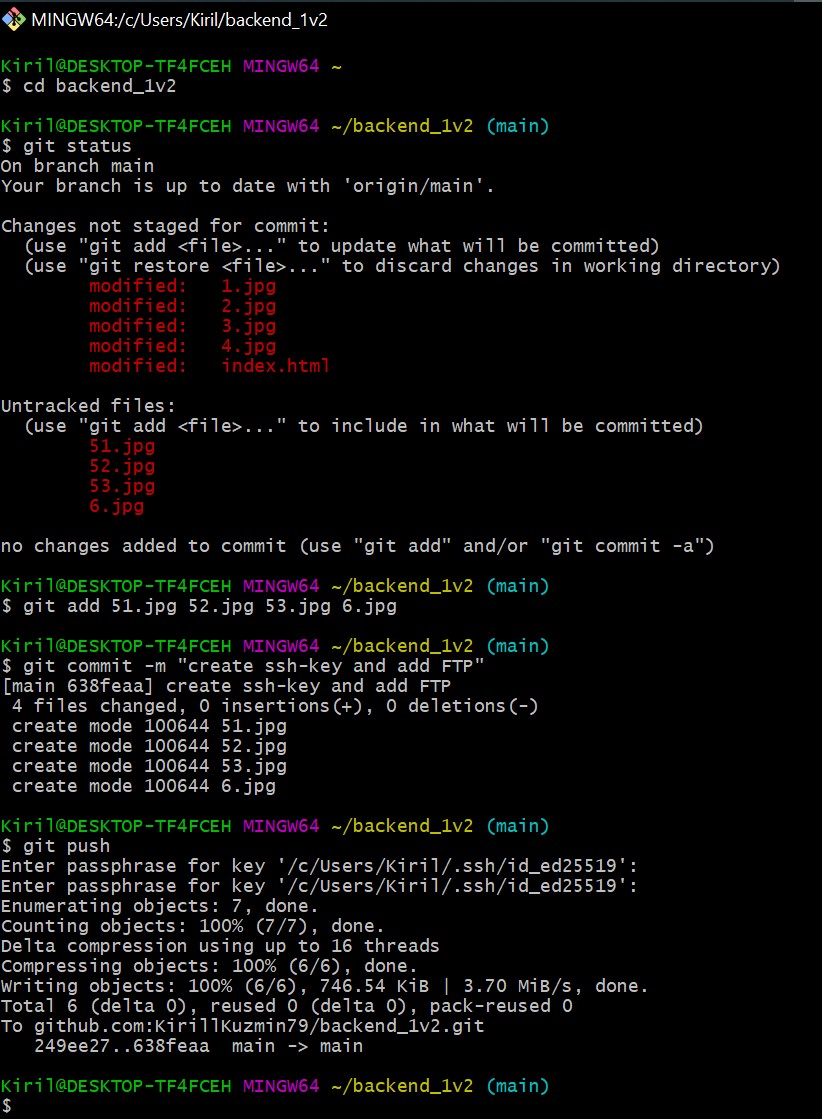 MINGW64:/c/Users/Kiril/backend_1v2
Kiril@DESKTOP-TF4FCEH MINGW64 ~
$ cd backend_1v2
Kiril@DESKTOP-TF4FCEH MINGW64 ~/backend_1v2 (main)
$ git status
On branch main
Your branch is up to date with 'origin/main'.
Changes not staged for commit:
  (use "git add <file>..." to update what will be committed)
  (use "git restore <file>..." to discard changes in working directory)
        modified:   1.jpg
        modified:   2.jpg
        modified:   3.jpg
        modified:   4.jpg
        modified:   index.html
Untracked files:
  (use "git add <file>..." to include in what will be committed)
        51.jpg
        52.jpg
        53.jpg
        6.jpg
no changes added to commit (use "git add" and/or "git commit -a")
Kiril@DESKTOP-TF4FCEH MINGW64 ~/backend_1v2 (main)
$ git add 51.jpg 52.jpg 53.jpg 6.jpg
Kiril@DESKTOP-TF4FCEH MINGW64 ~/backend_1v2 (main)
$ git commit -m "create ssh-key and add FTP"
[main 638feaa] create ssh-key and add FTP
 4 files changed, 0 insertions(+), 0 deletions(-)
 create mode 100644 51.jpg
 create mode 100644 52.jpg
 create mode 100644 53.jpg
 create mode 100644 6.jpg
Kiril@DESKTOP-TF4FCEH MINGW64 ~/backend_1v2 (main)
$ git push
Enter passphrase for key '/c/Users/Kiril/.ssh/id_ed25519':
Enter passphrase for key '/c/Users/Kiril/.ssh/id_ed25519':
Enumerating objects: 7, done.
Counting objects: 100% (7/7), done.
Delta compression using up to 16 threads
Compressing objects: 100% (6/6), done.
Writing objects: 100% (6/6), 746.54 KiB | 3.70 MiB/s, done.
Total 6 (delta 0), reused 0 (delta 0), pack-reused 0
To github.com:KirillKuzmin79/backend_1v2.git
   249ee27..638feaa  main -> main
Kiril@DESKTOP-TF4FCEH MINGW64 ~/backend_1v2 (main)
$